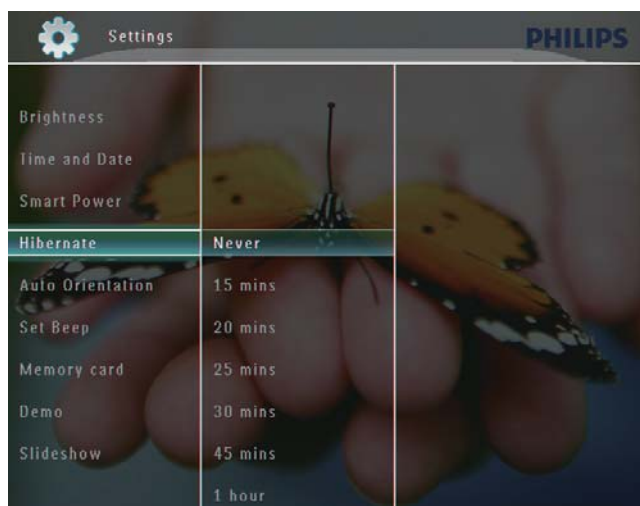 Settings
PHILIPS
Brightness
Time and Date
Smart Power
Hibernate
Auto Orientation
Set Beep
Memory card
Demo
Slideshow
Never
15 mins
20 mins
25 mins
30 mins
45 mins
1 hour